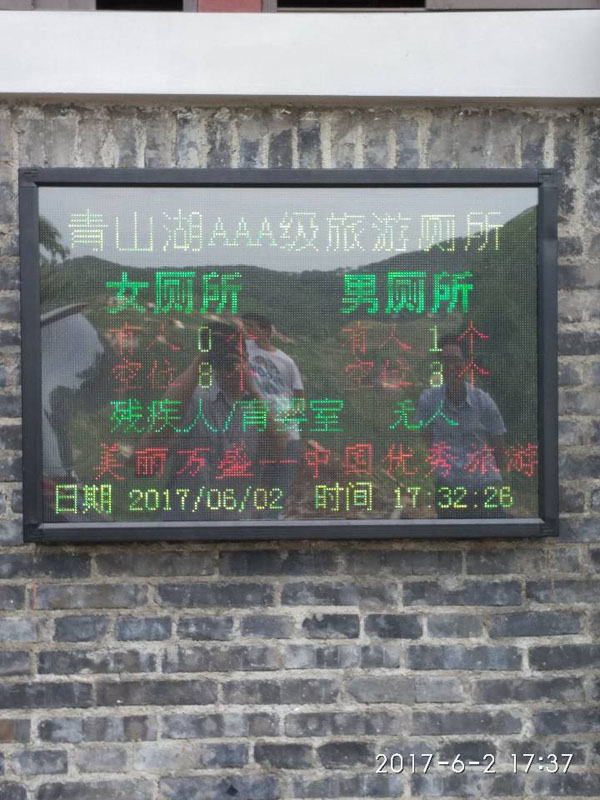 青山湖AAA级旅游厕所
女厕所 男厕所
有人 0 个 有人 1 个
空位 8 个 空位 3 个
残疾人/育婴室 无人
美丽万盛--中国优秀旅游
日期 2017/06/02 时间 17:32:26
2017-6-2 17:37